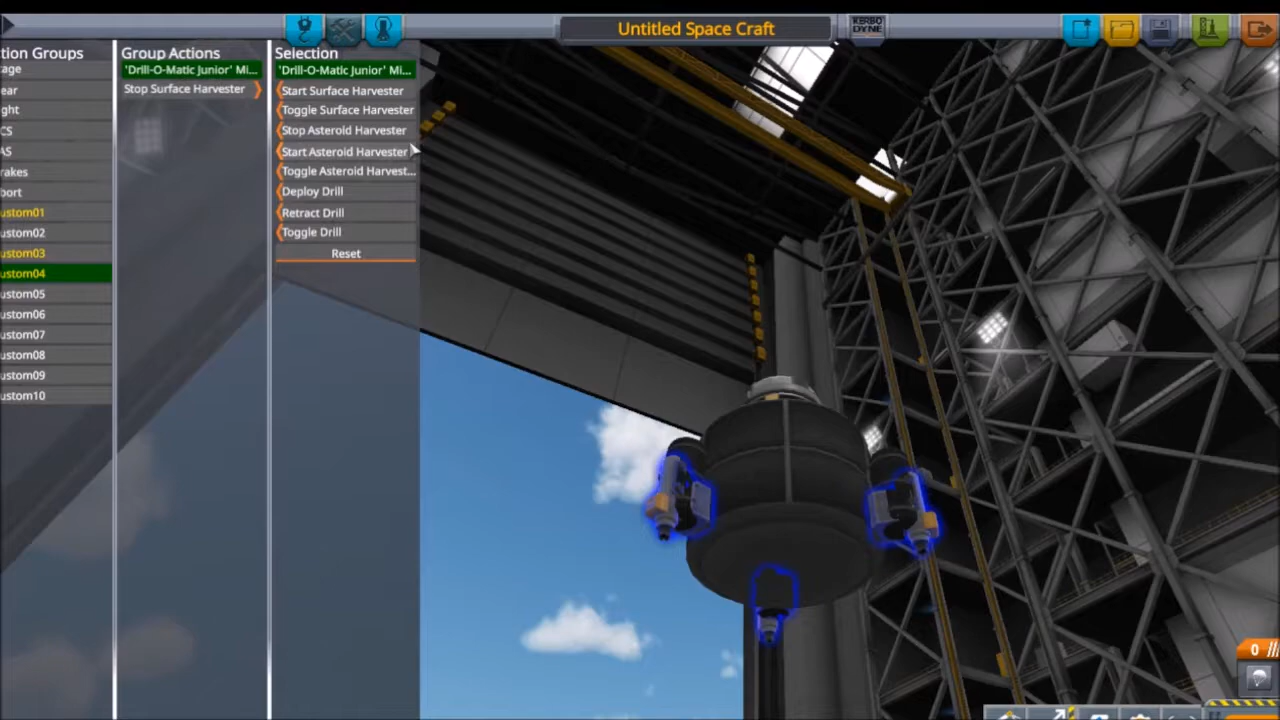 Untitled Space Craft
KERBO
DYNE
tion Groups
tage
ear
ght
CS
AS
rakes
bort
ustom01
ustom02
ustom03
ustom04
ustom05
ustom06
ustom07
ustom08
ustom09
ustom10
Group Actions
'Drill-O-Matic Junior' Mi...
Stop Surface Harvester
Selection
'Drill-O-Matic Junior' Mi...
Start Surface Harvester
Toggle Surface Harvester
Stop Asteroid Harvester
Start Asteroid Harvester
Toggle Asteroid Harvest...
Deploy Drill
Retract Drill
Toggle Drill
Reset
0